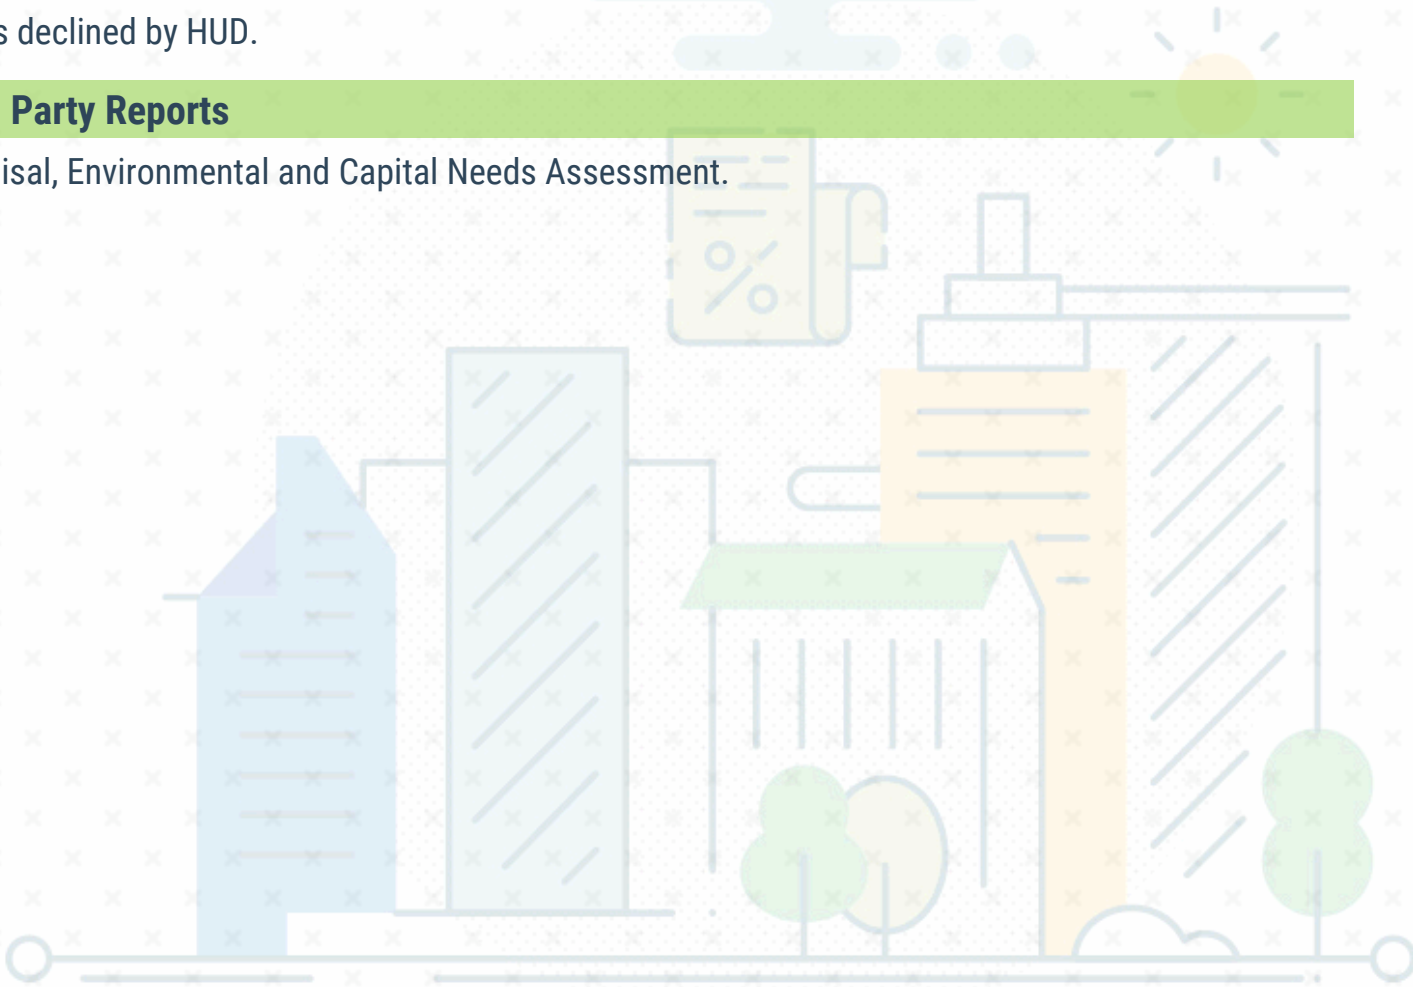 s declined by HUD.
Party Reports
isal, Environmental and Capital Needs Assessment.